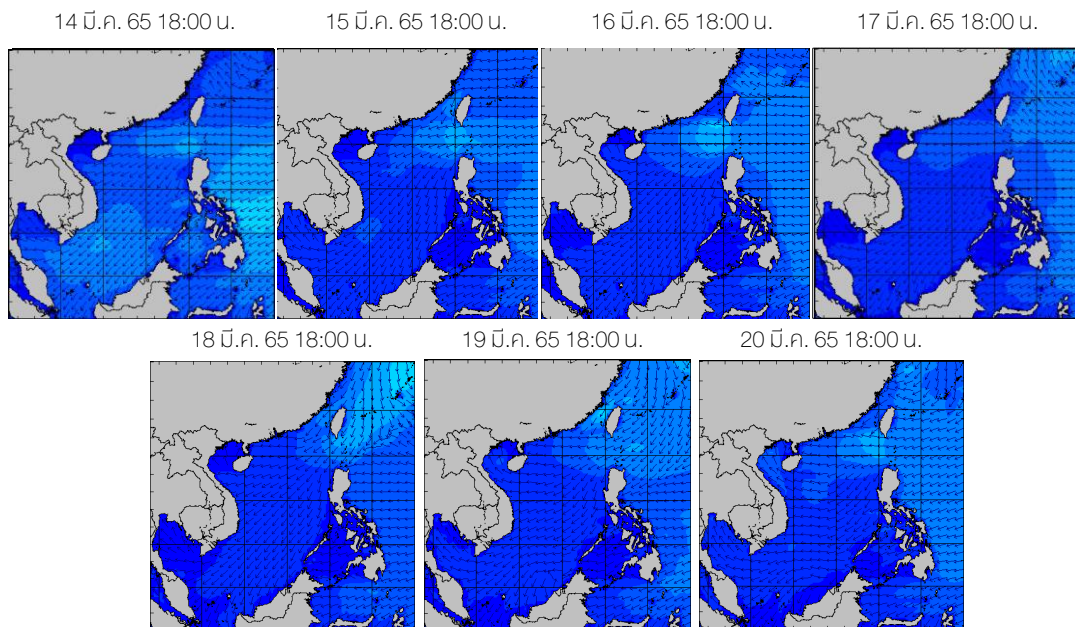 14 มี.ค. 65 18:00 น.
15 มี.ค. 65 18:00 น.
16 มี.ค. 65 18:00 น.
17 มี.ค. 65 18:00 น.
18 มี.ค. 65 18:00 น.
19 มี.ค. 65 18:00 น.
20 มี.ค. 65 18:00 น.